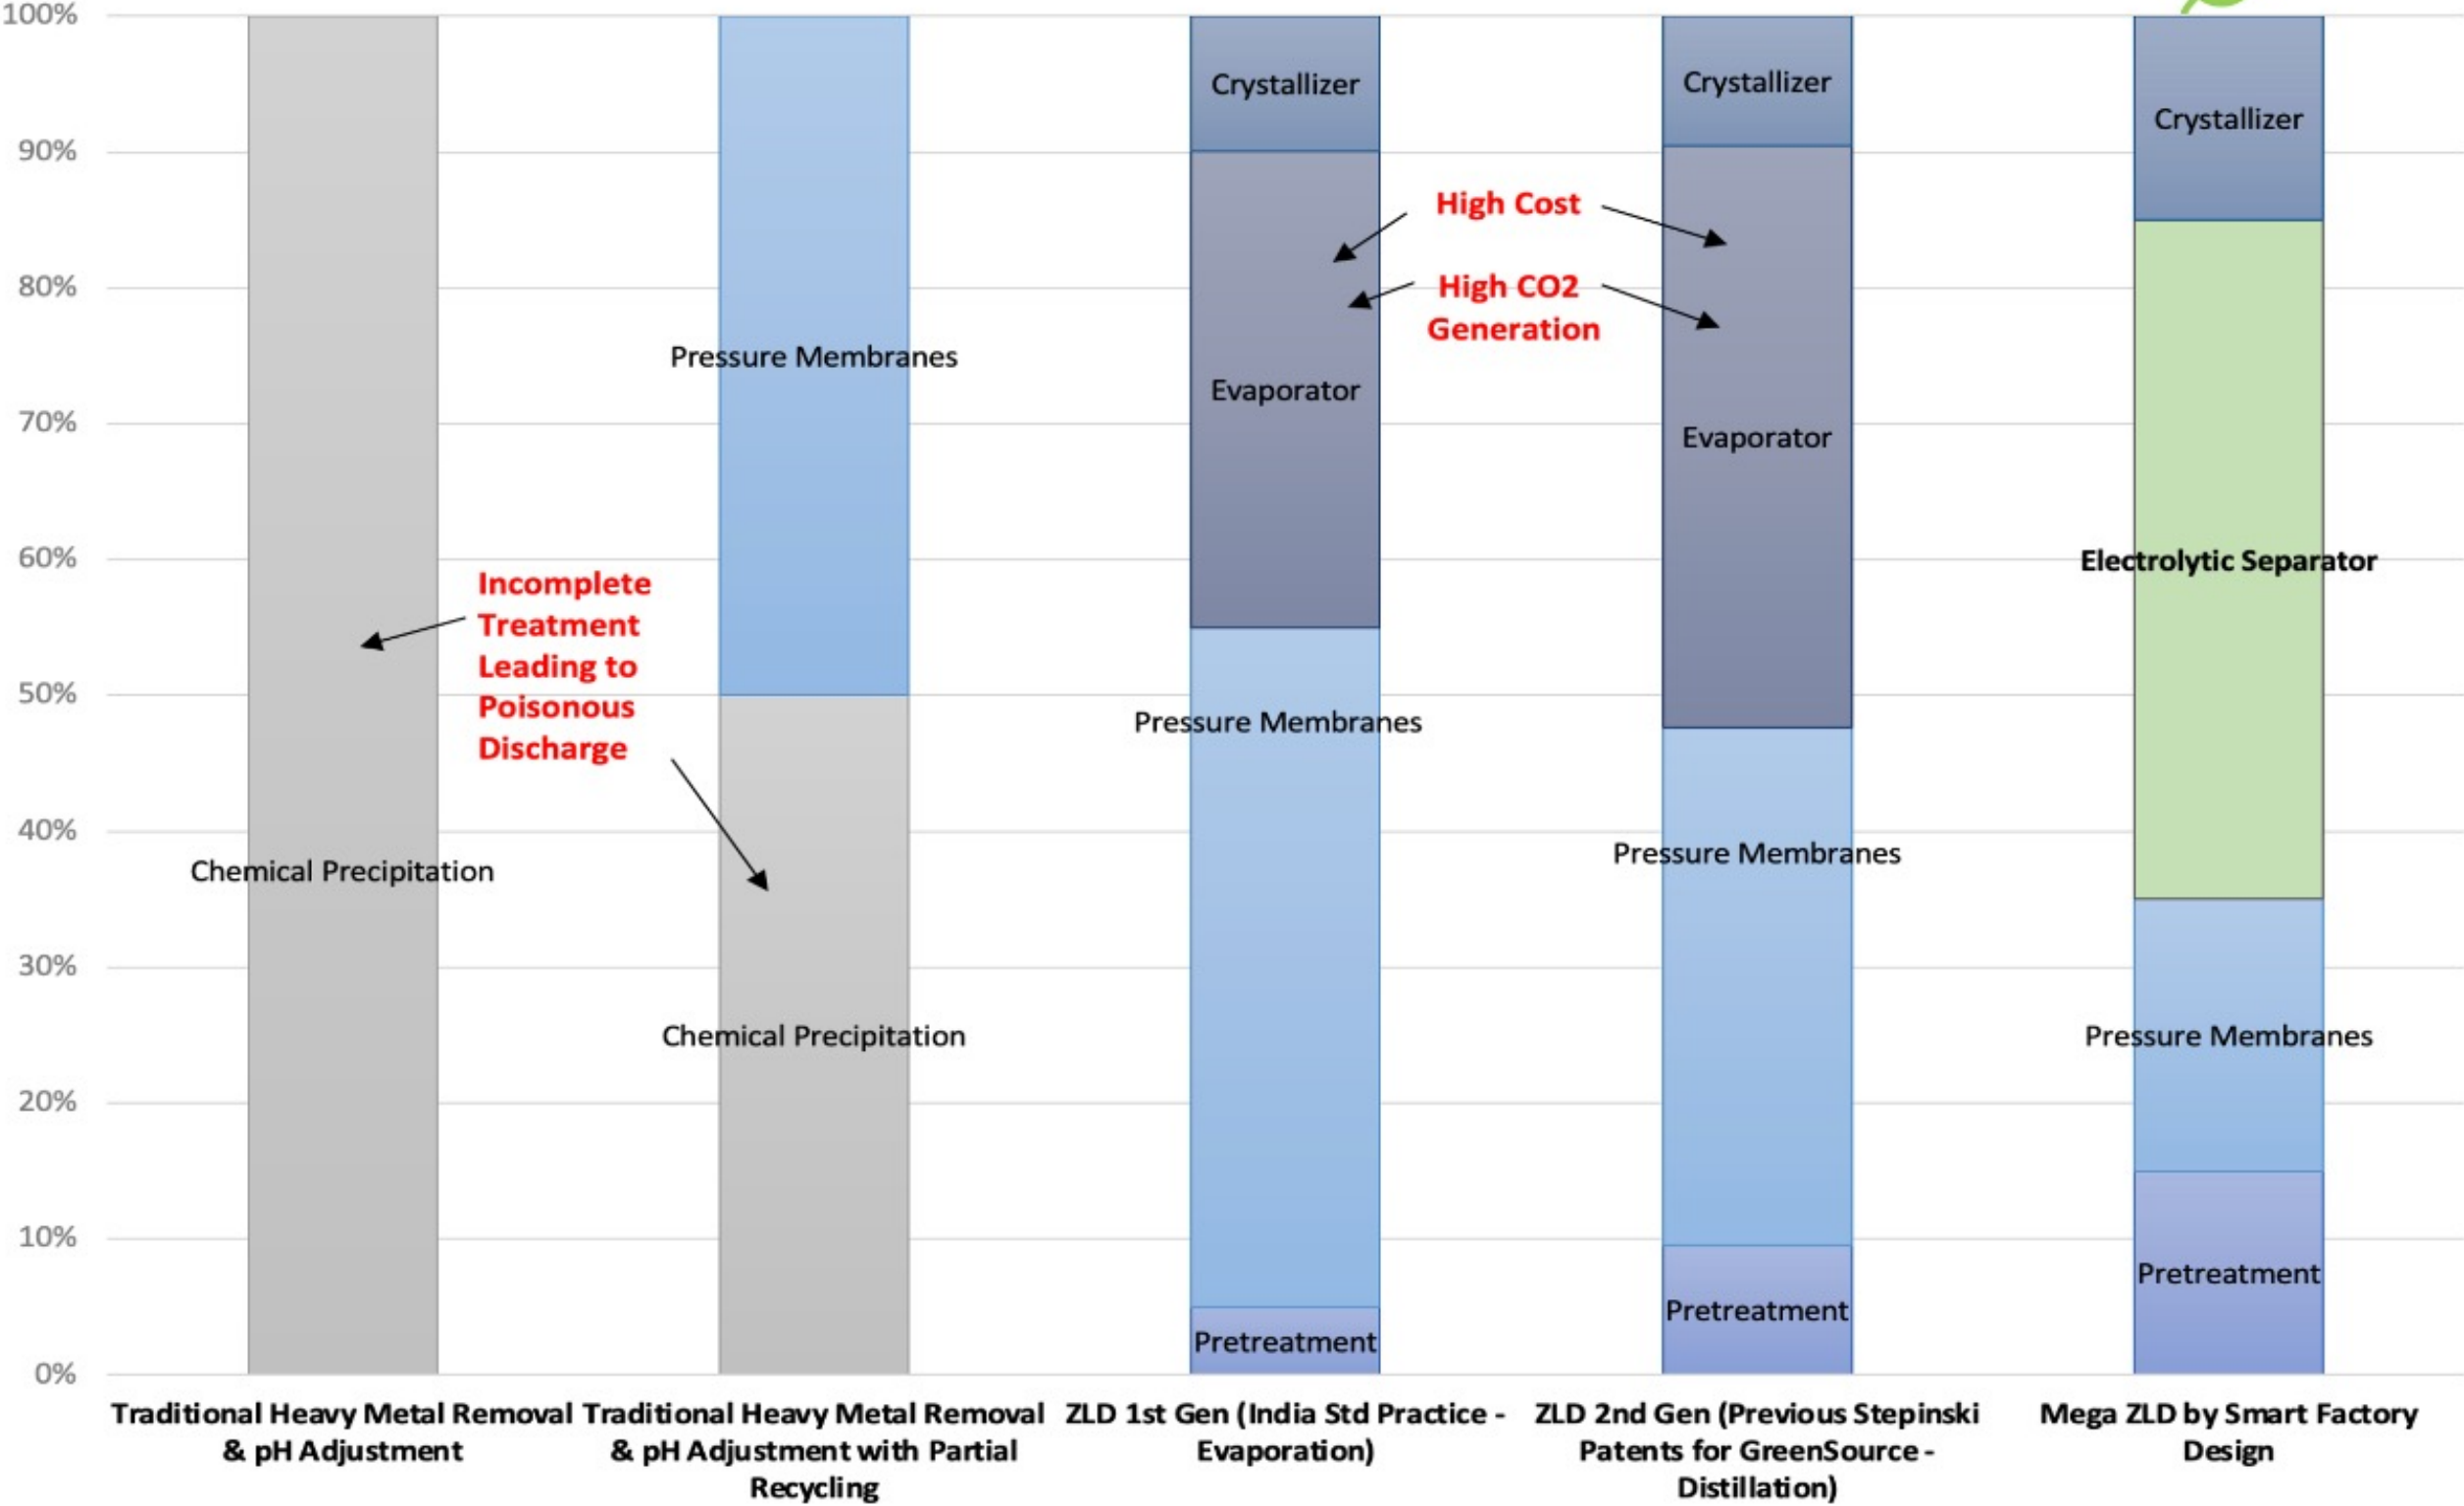 100%
90%
80%
70%
60%
50%
40%
30%
20%
10%
0%
Chemical Precipitation
Incomplete
Treatment
Leading to
Poisonous
Discharge
Pressure Membranes
Chemical Precipitation
Crystallizer
Evaporator
Pressure Membranes
Pretreatment
High Cost
High CO2
Generation
Crystallizer
Evaporator
Pressure Membranes
Pretreatment
Crystallizer
Electrolytic Separator
Pressure Membranes
Pretreatment
Traditional Heavy Metal Removal
& pH Adjustment
Traditional Heavy Metal Removal
& pH Adjustment with Partial
Recycling
ZLD 1st Gen (India Std Practice -
Evaporation)
ZLD 2nd Gen (Previous Stepinski
Patents for GreenSource -
Distillation)
Mega ZLD by Smart Factory
Design